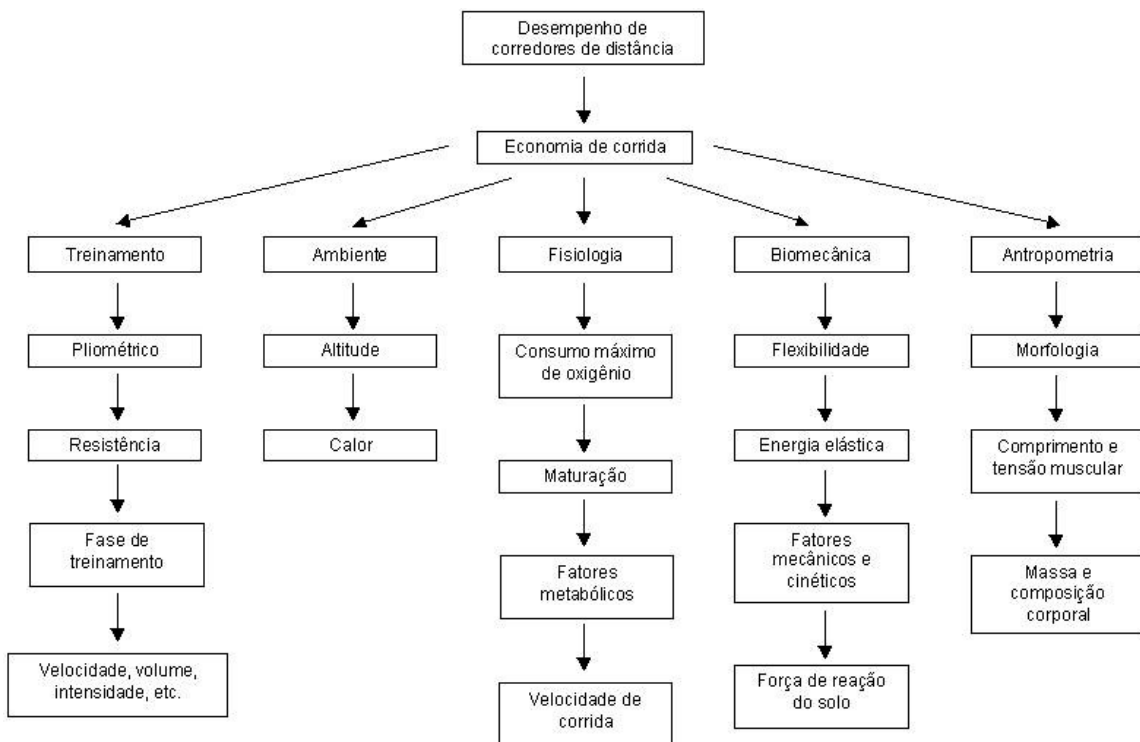 Desempenho de
corredores de distância
Economia de corrida
Treinamento
Ambiente
Fisiologia
Biomecânica
Antropometria
Pliométrico
Altitude
Consumo máximo
de oxigênio
Flexibilidade
Morfologia
Resistência
Calor
Maturação
Energia elástica
Comprimento e
tensão muscular
Fase de
treinamento
Fatores
metabólicos
Fatores
mecânicos e
cinéticos
Massa e
composição
corporal
Velocidade, volume,
intensidade, etc.
Velocidade de
corrida
Força de reação
do solo